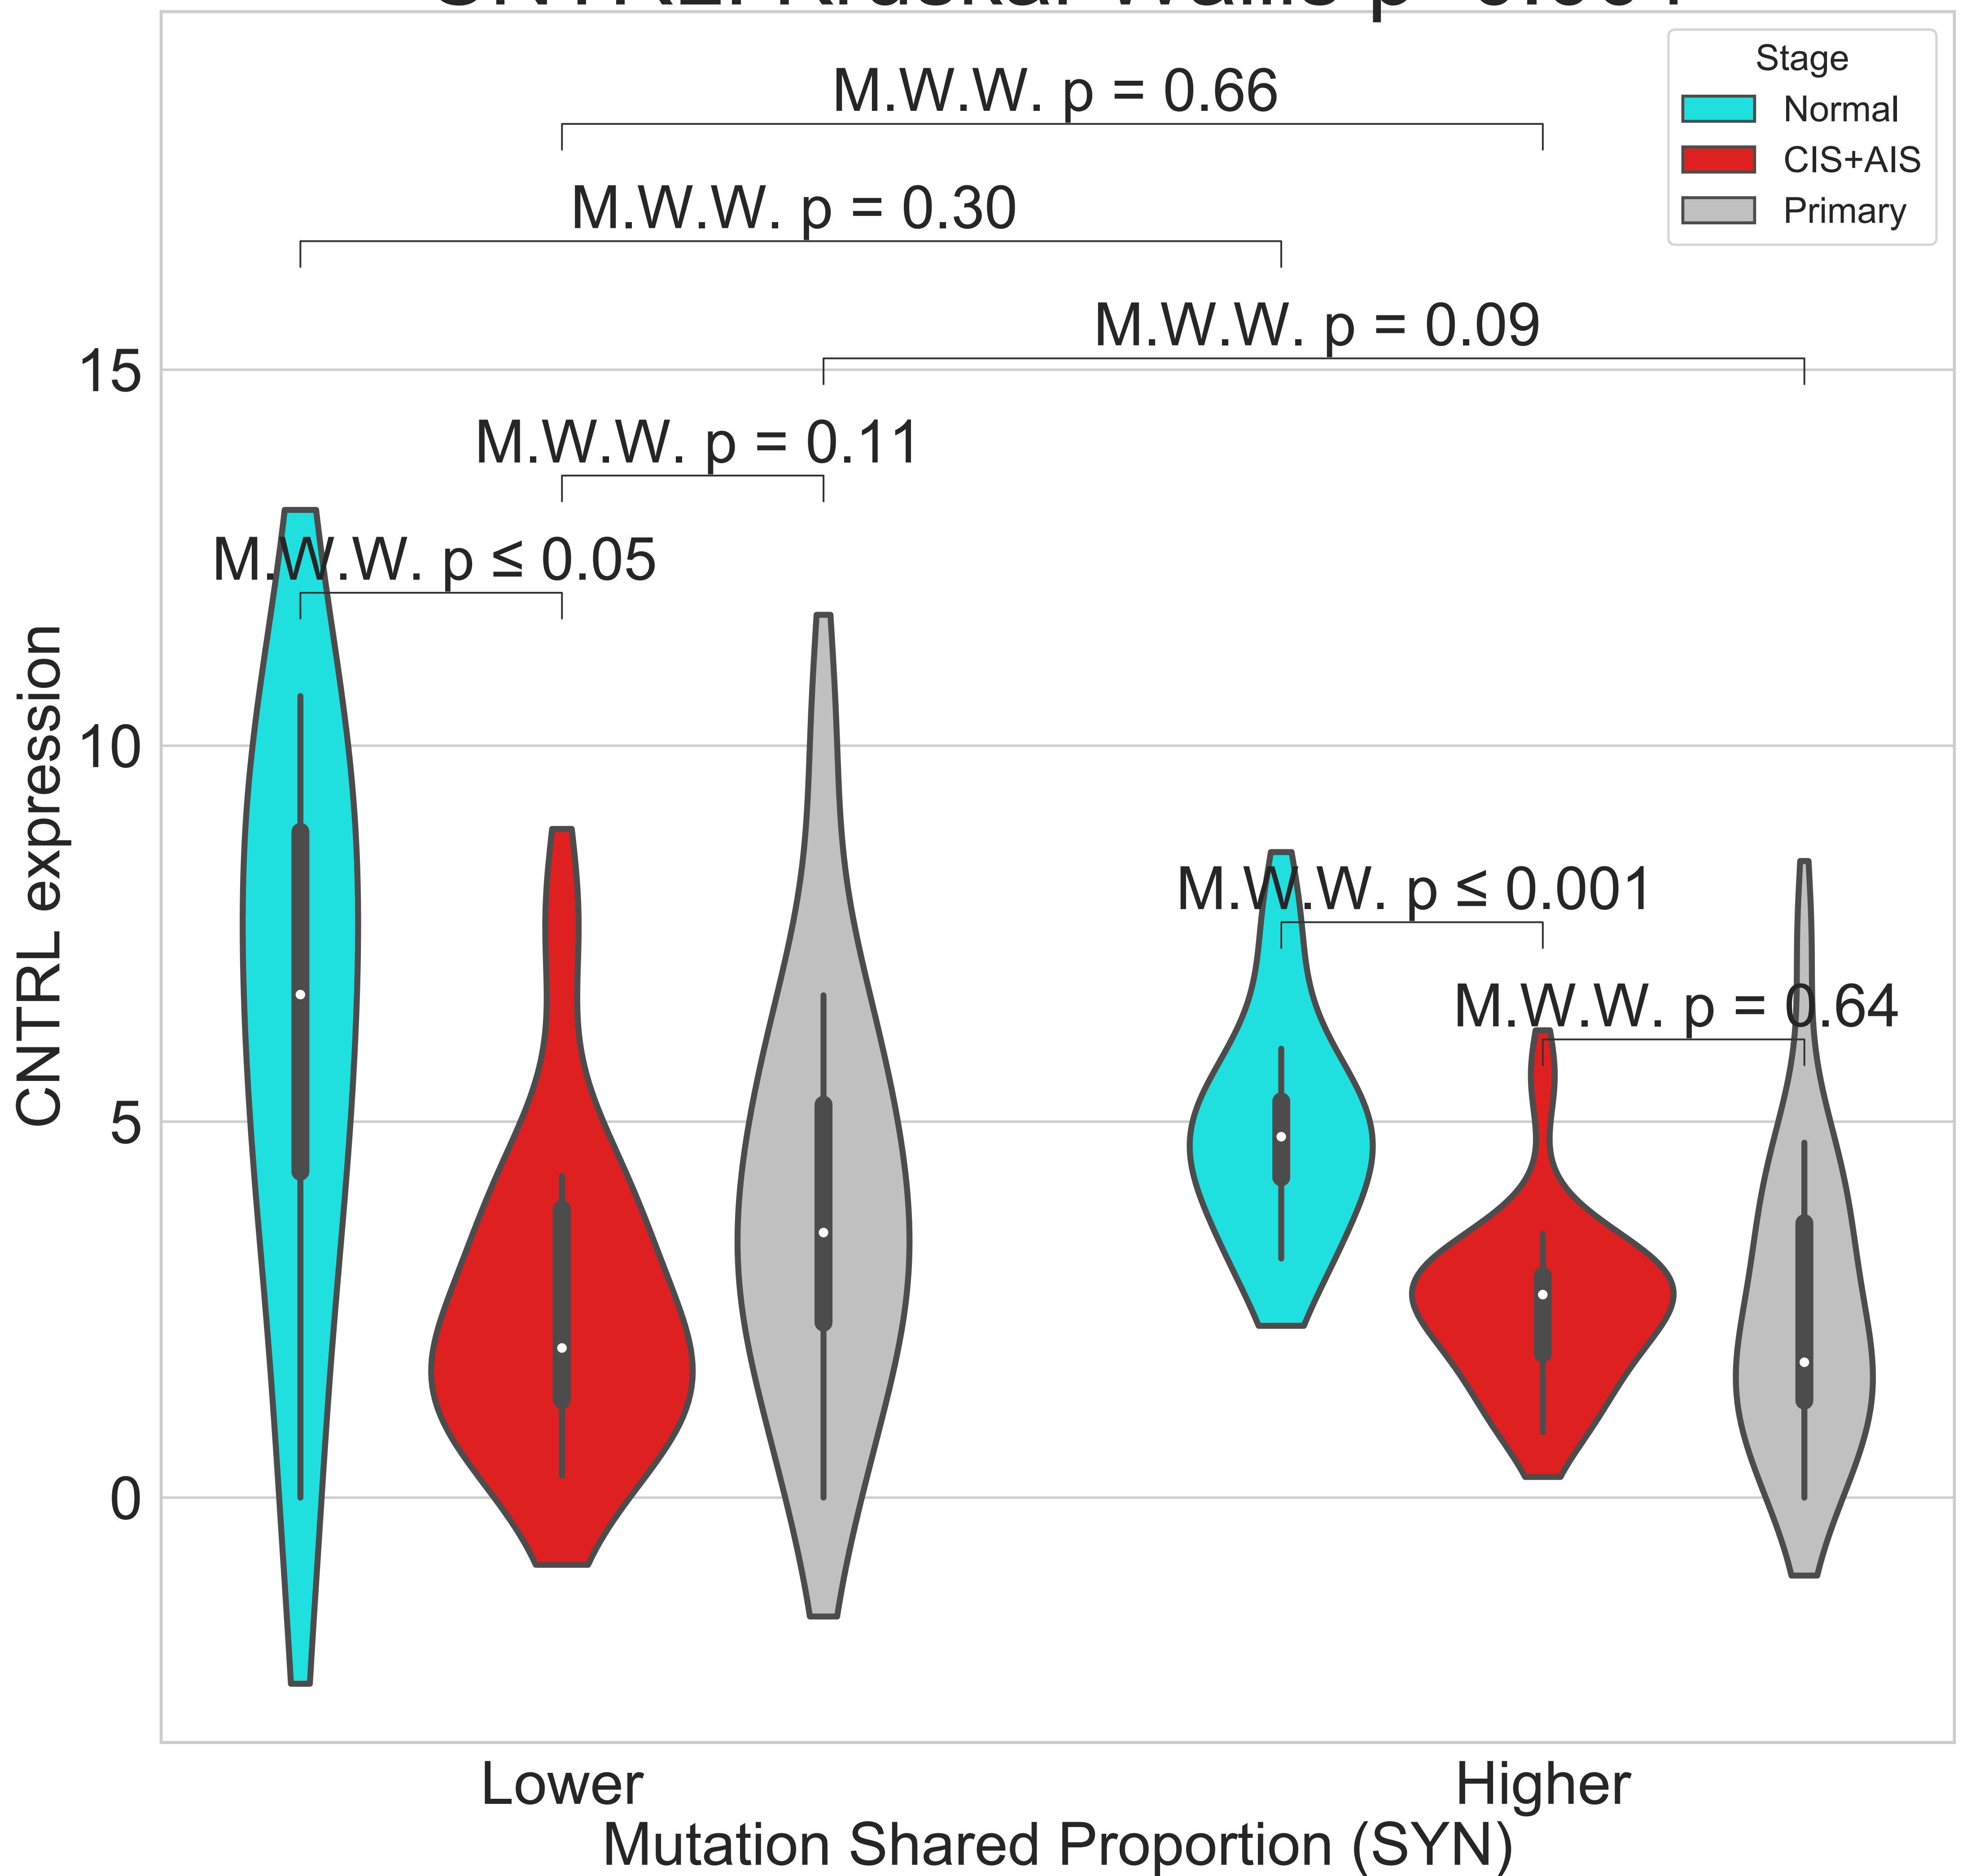 Stage
Normal
CIS+AIS
Primary
M.W.W. p = 0.66
M.W.W. p = 0.30
M.W.W. p = 0.09
M.W.W. p = 0.11
M.W.W. p ≤ 0.05
M.W.W. p ≤ 0.001
M.W.W. p = 0.64
15
10
5
0
CNTRL expression
Lower
Higher
Mutation Shared Proportion (SYN)